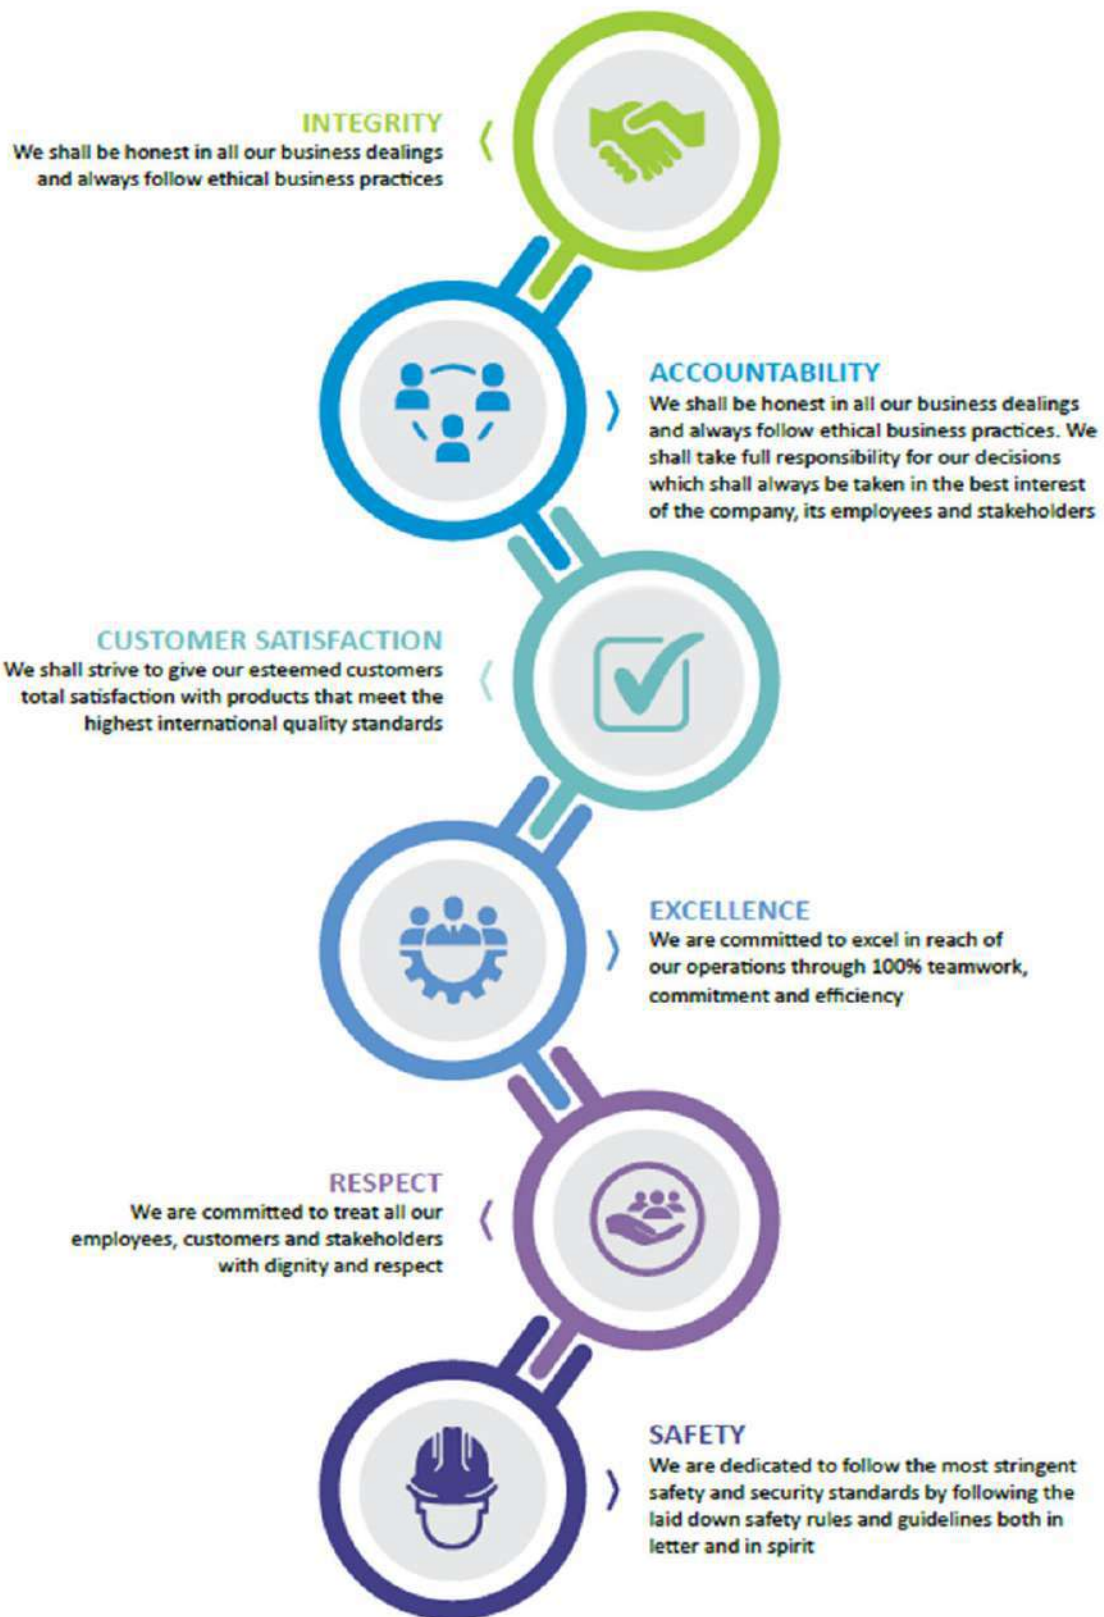 INTEGRITY
We shall be honest in all our business dealings
and always follow ethical business practices
ACCOUNTABILITY
We shall be honest in all our business dealings
and always follow ethical business practices. We
shall take full responsibility for our decisions
which shall always be taken in the best interest
of the company, its employees and stakeholders
CUSTOMER SATISFACTION
We shall strive to give our esteemed customers
total satisfaction with products that meet the
highest international quality standards
EXCELLENCE
We are committed to excel in reach of
our operations through 100% teamwork,
commitment and efficiency
RESPECT
We are committed to treat all our
employees, customers and stakeholders
with dignity and respect
SAFETY
We are dedicated to follow the most stringent
safety and security standards by following the
laid down safety rules and guidelines both in
letter and in spirit